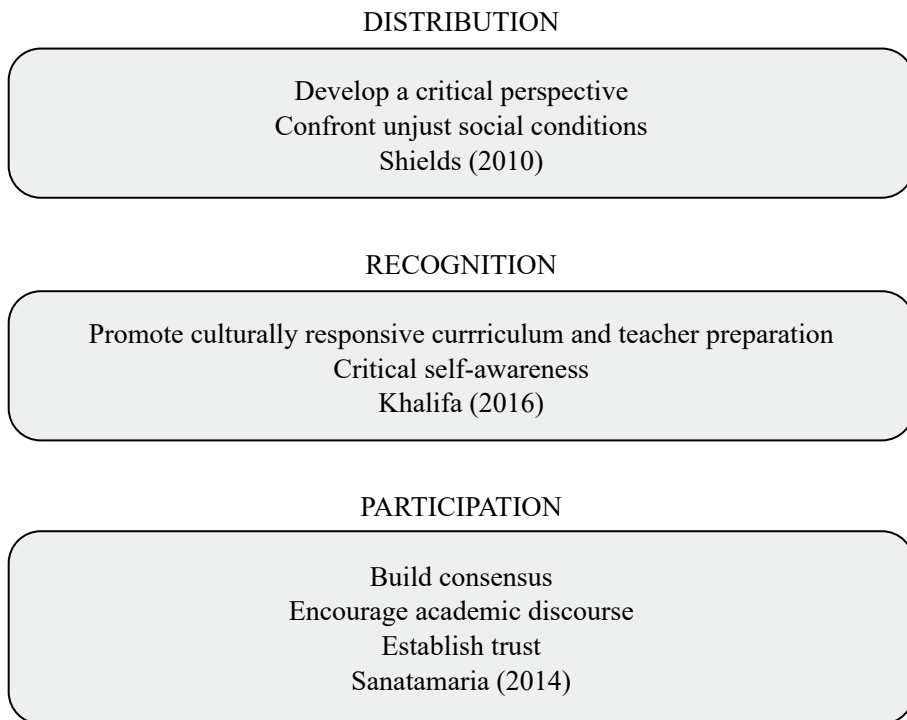 DISTRIBUTION
Develop a critical perspective
Confront unjust social conditions
Shields (2010)
RECOGNITION
Promote culturally responsive currriculum and teacher preparation
Critical self-awareness
Khalifa (2016)
PARTICIPATION
Build consensus
Encourage academic discourse
Establish trust
Sanatamaria (2014)